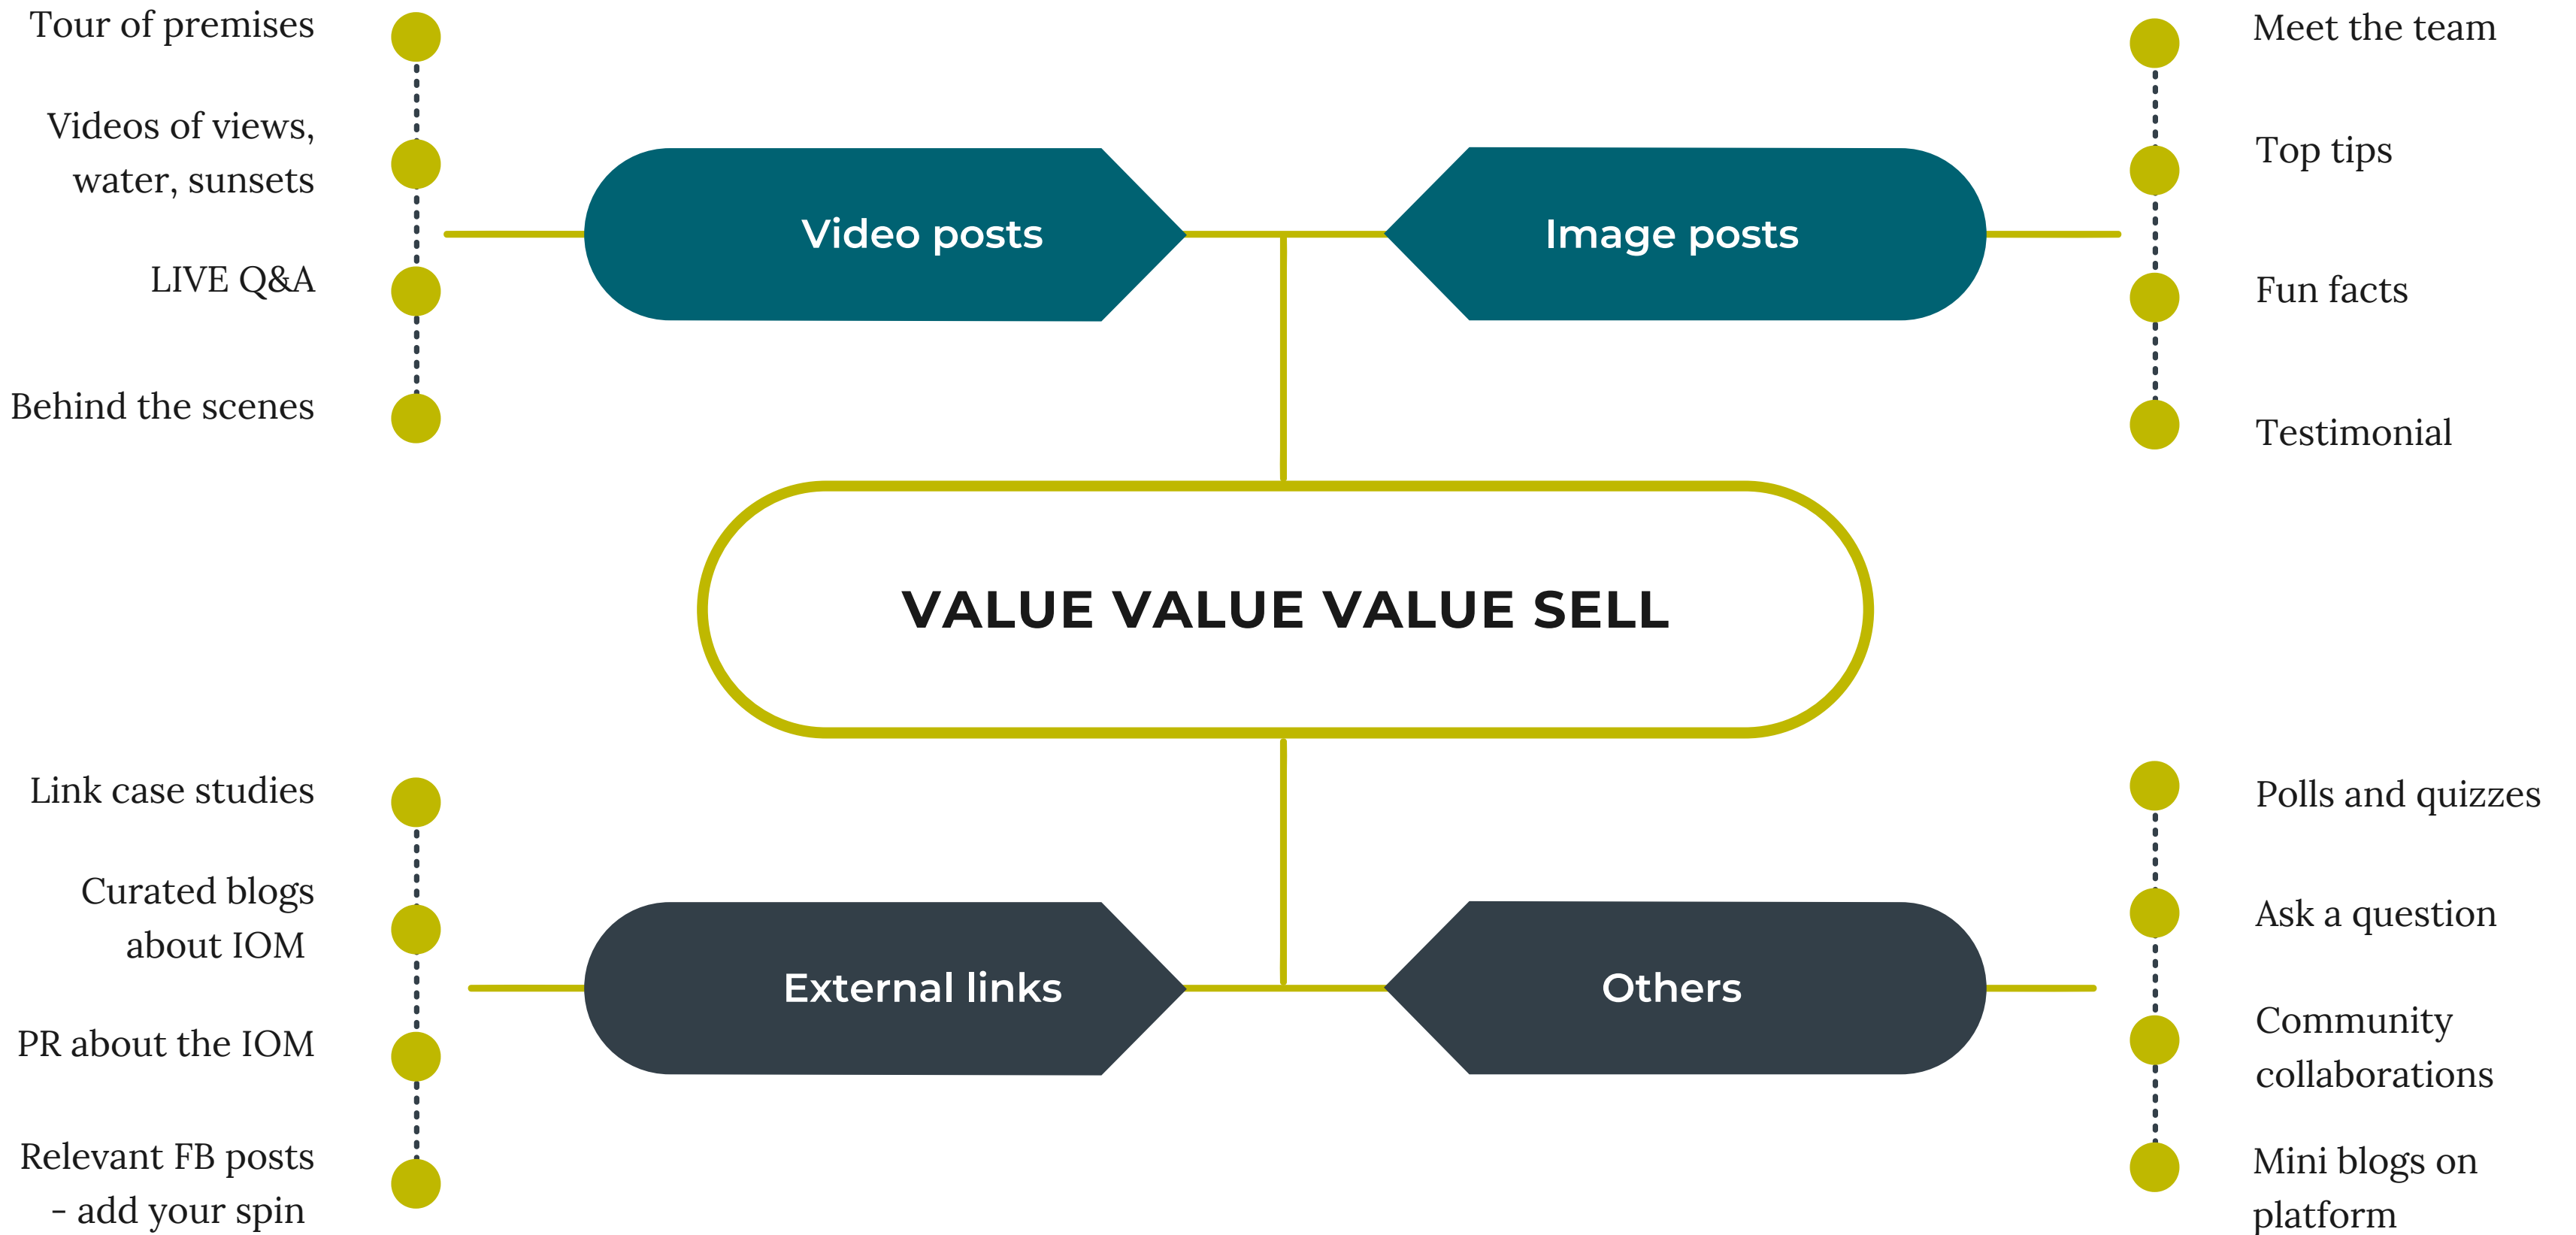 Tour of premises
Videos of views,
water, sunsets
LIVE Q&A
Behind the scenes
Video posts
Image posts
Meet the team
Top tips
Fun facts
Testimonial
VALUE VALUE VALUE SELL
Link case studies
Curated blogs
about IOM
PR about the IOM
Relevant FB posts
- add your spin
External links
Others
Polls and quizzes
Ask a question
Community
collaborations
Mini blogs on
platform